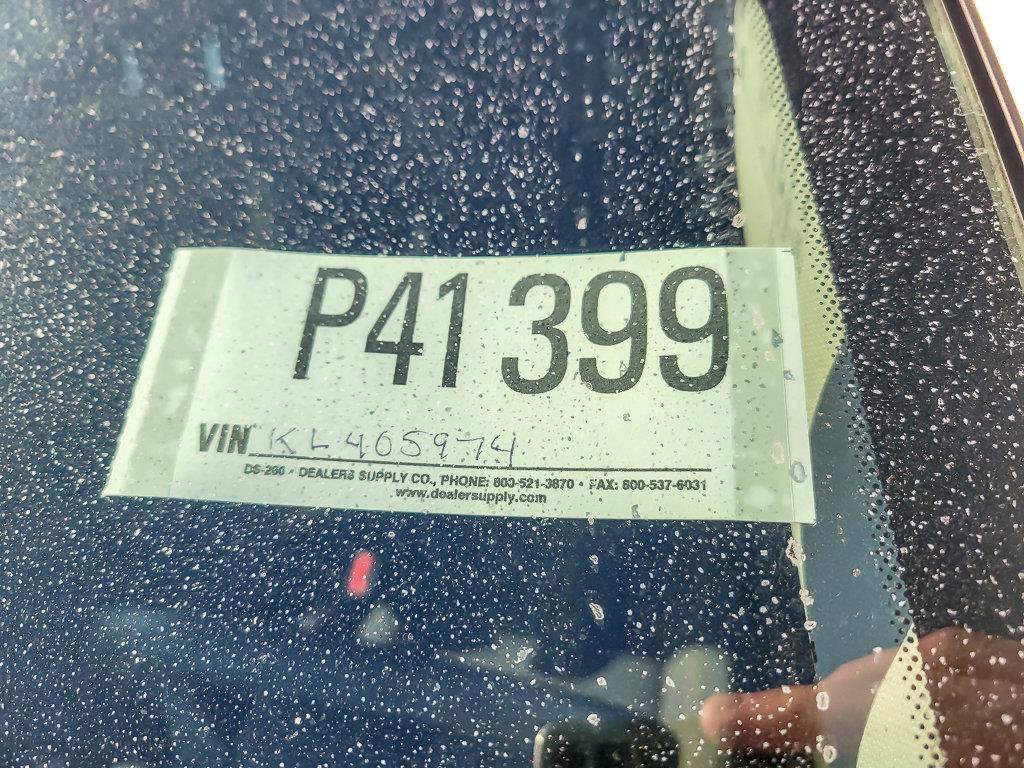 P41399
VIN KL405974
DS-260 • DEALERS SUPPLY CO., PHONE: 800-521-3870 • FAX: 800-537-6031
www.dealersupply.com